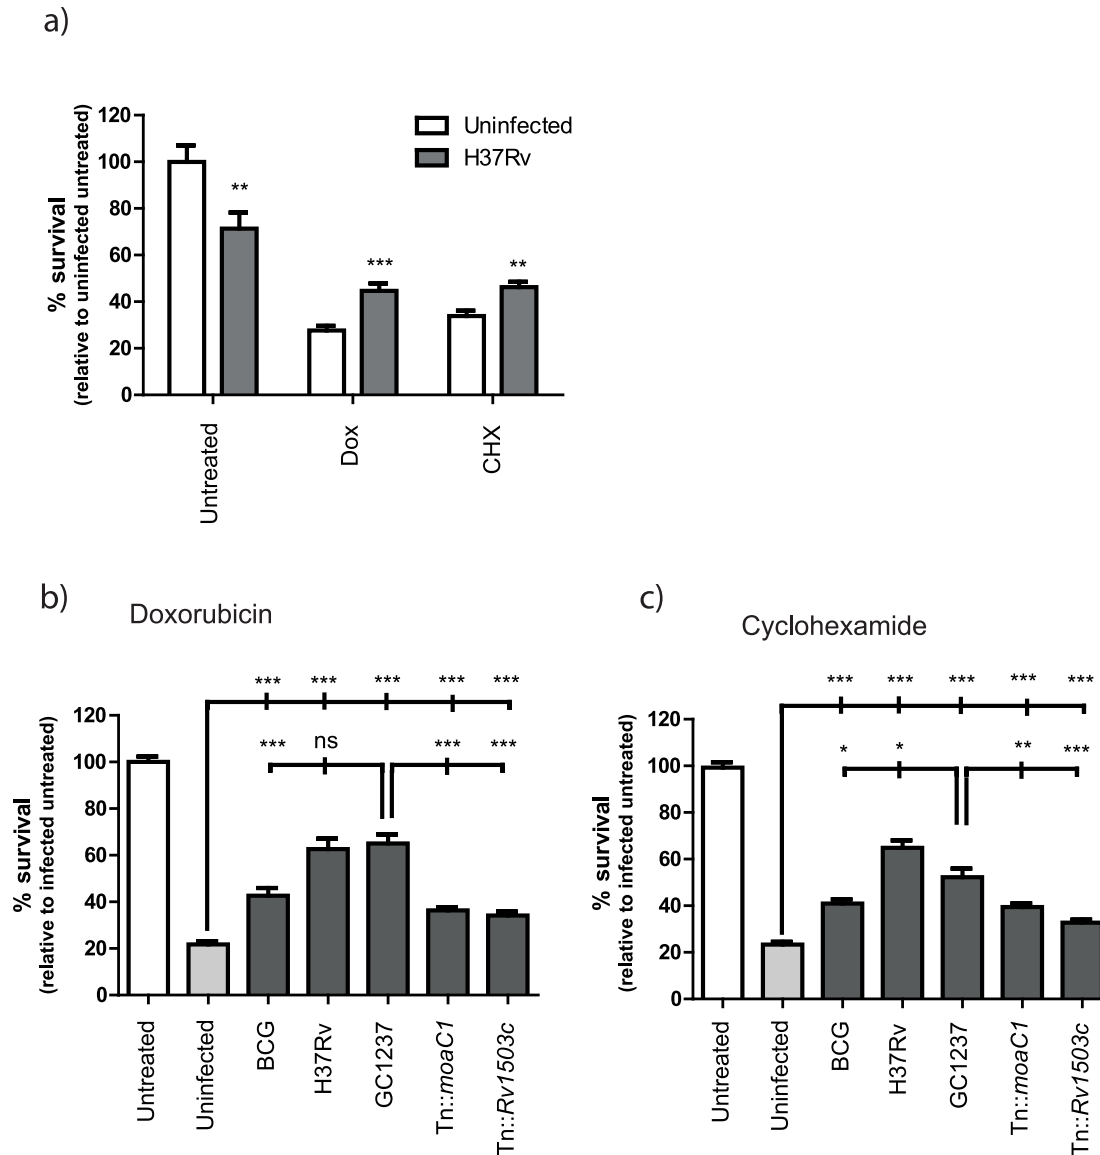 a)
% survival
(relative to uninfected untreated)
120
100
80
60
40
20
0
Uninfected
H37Rv
**
***
**
Untreated
Dox
CHX
b)
Doxorubicin
*** *** *** *** ***
*** ns *** ***
% survival
(relative to infected untreated)
120
100
80
60
40
20
0
Untreated
Uninfected
BCG
H37Rv
GC1237
Tn::moaC1
Tn::Rv1503c
c)
Cyclohexamide
*** *** *** *** ***
* * ** ***
% survival
(relative to infected untreated)
120
100
80
60
40
20
0
Untreated
Uninfected
BCG
H37Rv
GC1237
Tn::moaC1
Tn::Rv1503c